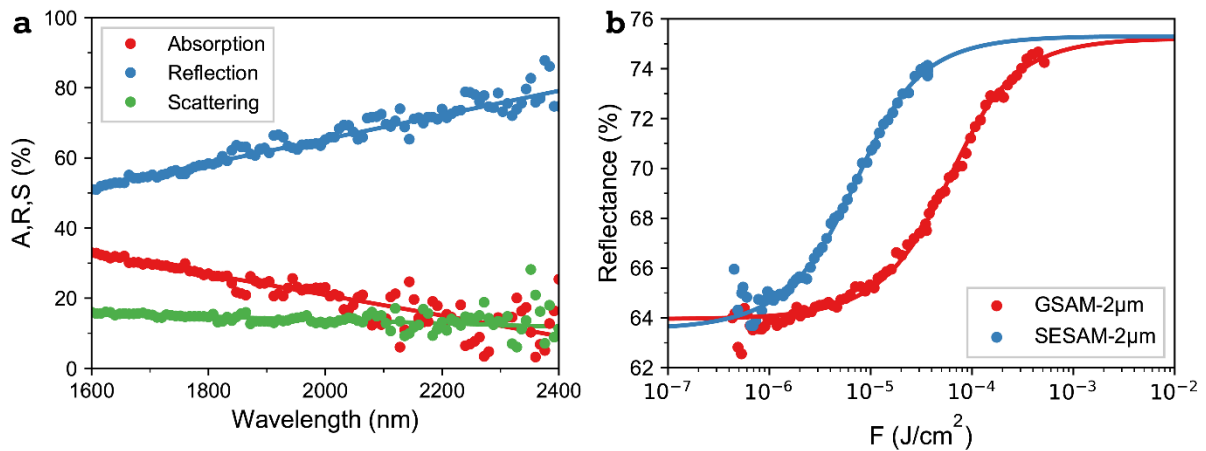 a
100
80
60
40
20
0
A,R,S (%)
Absorption
Reflection
Scattering
1600
1800
2000
2200
2400
Wavelength (nm)
b
76
74
72
70
68
66
64
62
Reflectance (%)
GSAM-2µm
SESAM-2µm
10⁻⁷
10⁻⁶
10⁻⁵
10⁻⁴
10⁻³
10⁻²
F (J/cm²)